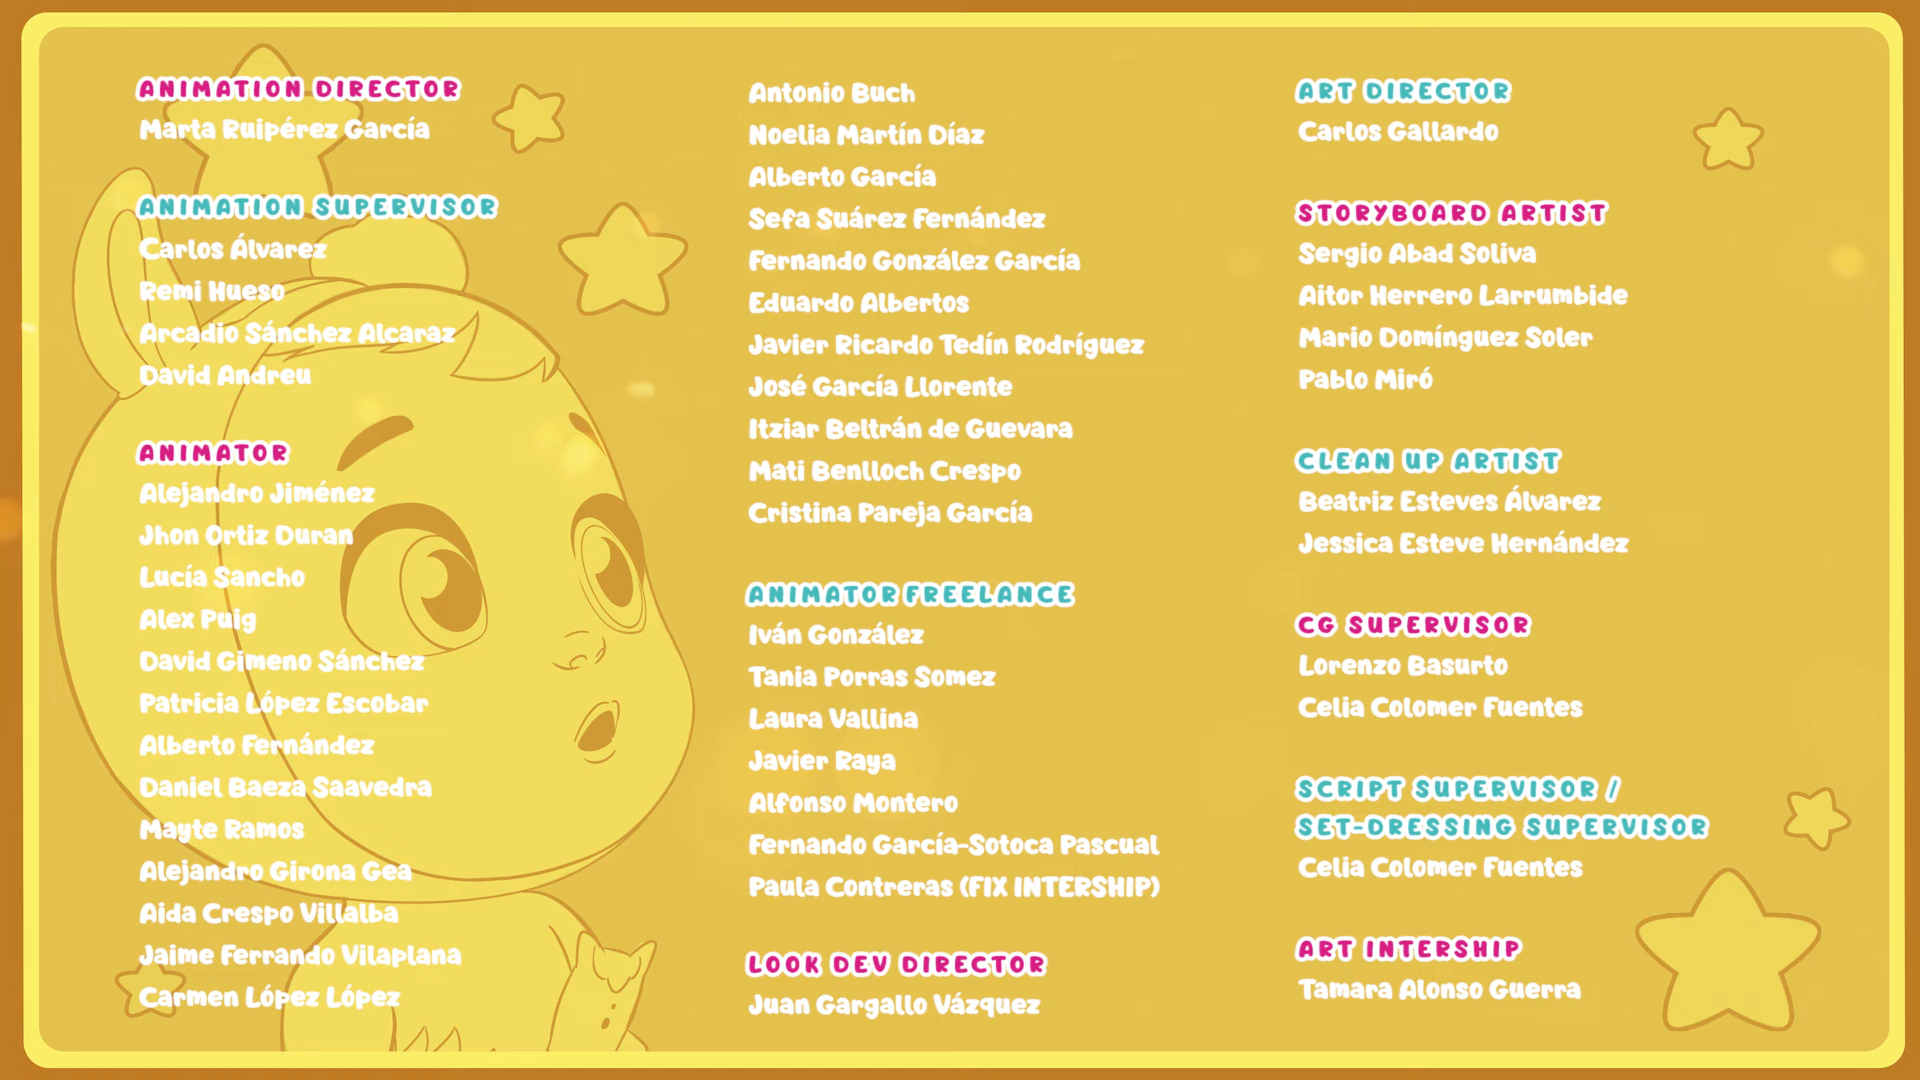 ANIMATION DIRECTOR
Marta Ruipérez García
ANIMATION SUPERVISOR
Carlos Álvarez
Remi Hueso
Arcadio Sánchez Alcaraz
David Andreu
ANIMATOR
Alejandro Jiménez
Jhon Ortiz Duran
Lucía Sancho
Alex Puig
David Gimeno Sánchez
Patricia López Escobar
Alberto Fernández
Daniel Baeza Saavedra
Mayte Ramos
Alejandro Girona Gea
Aida Crespo Villalba
Jaime Ferrando Vilaplana
Carmen López López
Antonio Buch
Noelia Martín Díaz
Alberto García
Sefa Suárez Fernández
Fernando González García
Eduardo Albertos
Javier Ricardo Tedín Rodríguez
José García Llorente
Itziar Beltrán de Guevara
Mati Benlloch Crespo
Cristina Pareja García
ANIMATOR FREELANCE
Iván González
Tania Porras Somez
Laura Vallina
Javier Raya
Alfonso Montero
Fernando García-Sotoca Pascual
Paula Contreras (FIX INTERSHIP)
LOOK DEV DIRECTOR
Juan Gargallo Vázquez
ART DIRECTOR
Carlos Gallardo
STORYBOARD ARTIST
Sergio Abad Soliva
Aitor Herrero Larrumbide
Mario Domínguez Soler
Pablo Miró
CLEAN UP ARTIST
Beatriz Esteves Álvarez
Jessica Esteve Hernández
CG SUPERVISOR
Lorenzo Basurto
Celia Colomer Fuentes
SCRIPT SUPERVISOR /
SET-DRESSING SUPERVISOR
Celia Colomer Fuentes
ART INTERSHIP
Tamara Alonso Guerra